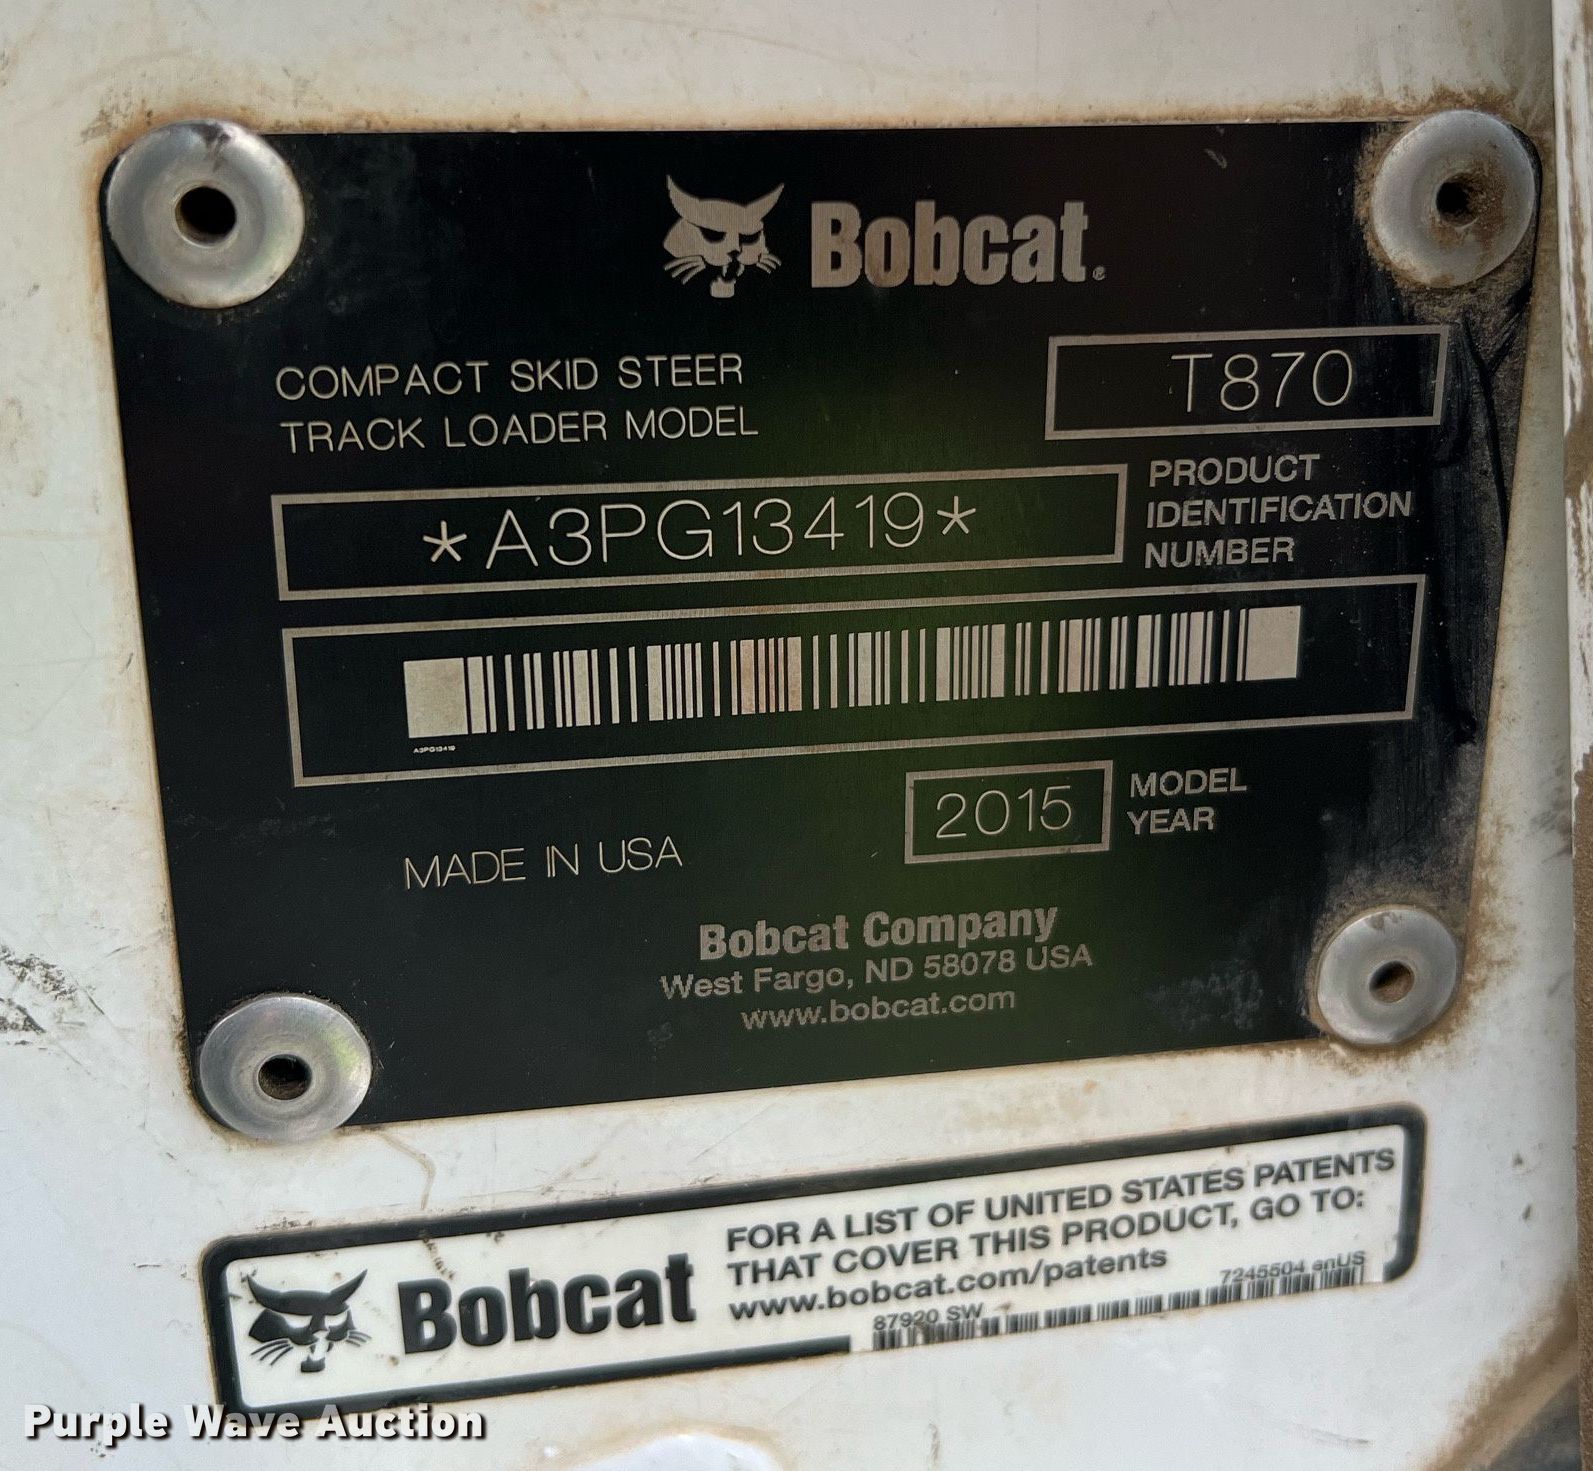 Bobcat®
COMPACT SKID STEER
TRACK LOADER MODEL
T870
*A3PG13419*
PRODUCT
IDENTIFICATION
NUMBER
A3PG13419
2015
MODEL
YEAR
MADE IN USA
Bobcat Company
West Fargo, ND 58078 USA
www.bobcat.com
Bobcat
FOR A LIST OF UNITED STATES PATENTS
THAT COVER THIS PRODUCT, GO TO:
www.bobcat.com/patents
87920 SW
7245504 enUS
Purple Wave Auction